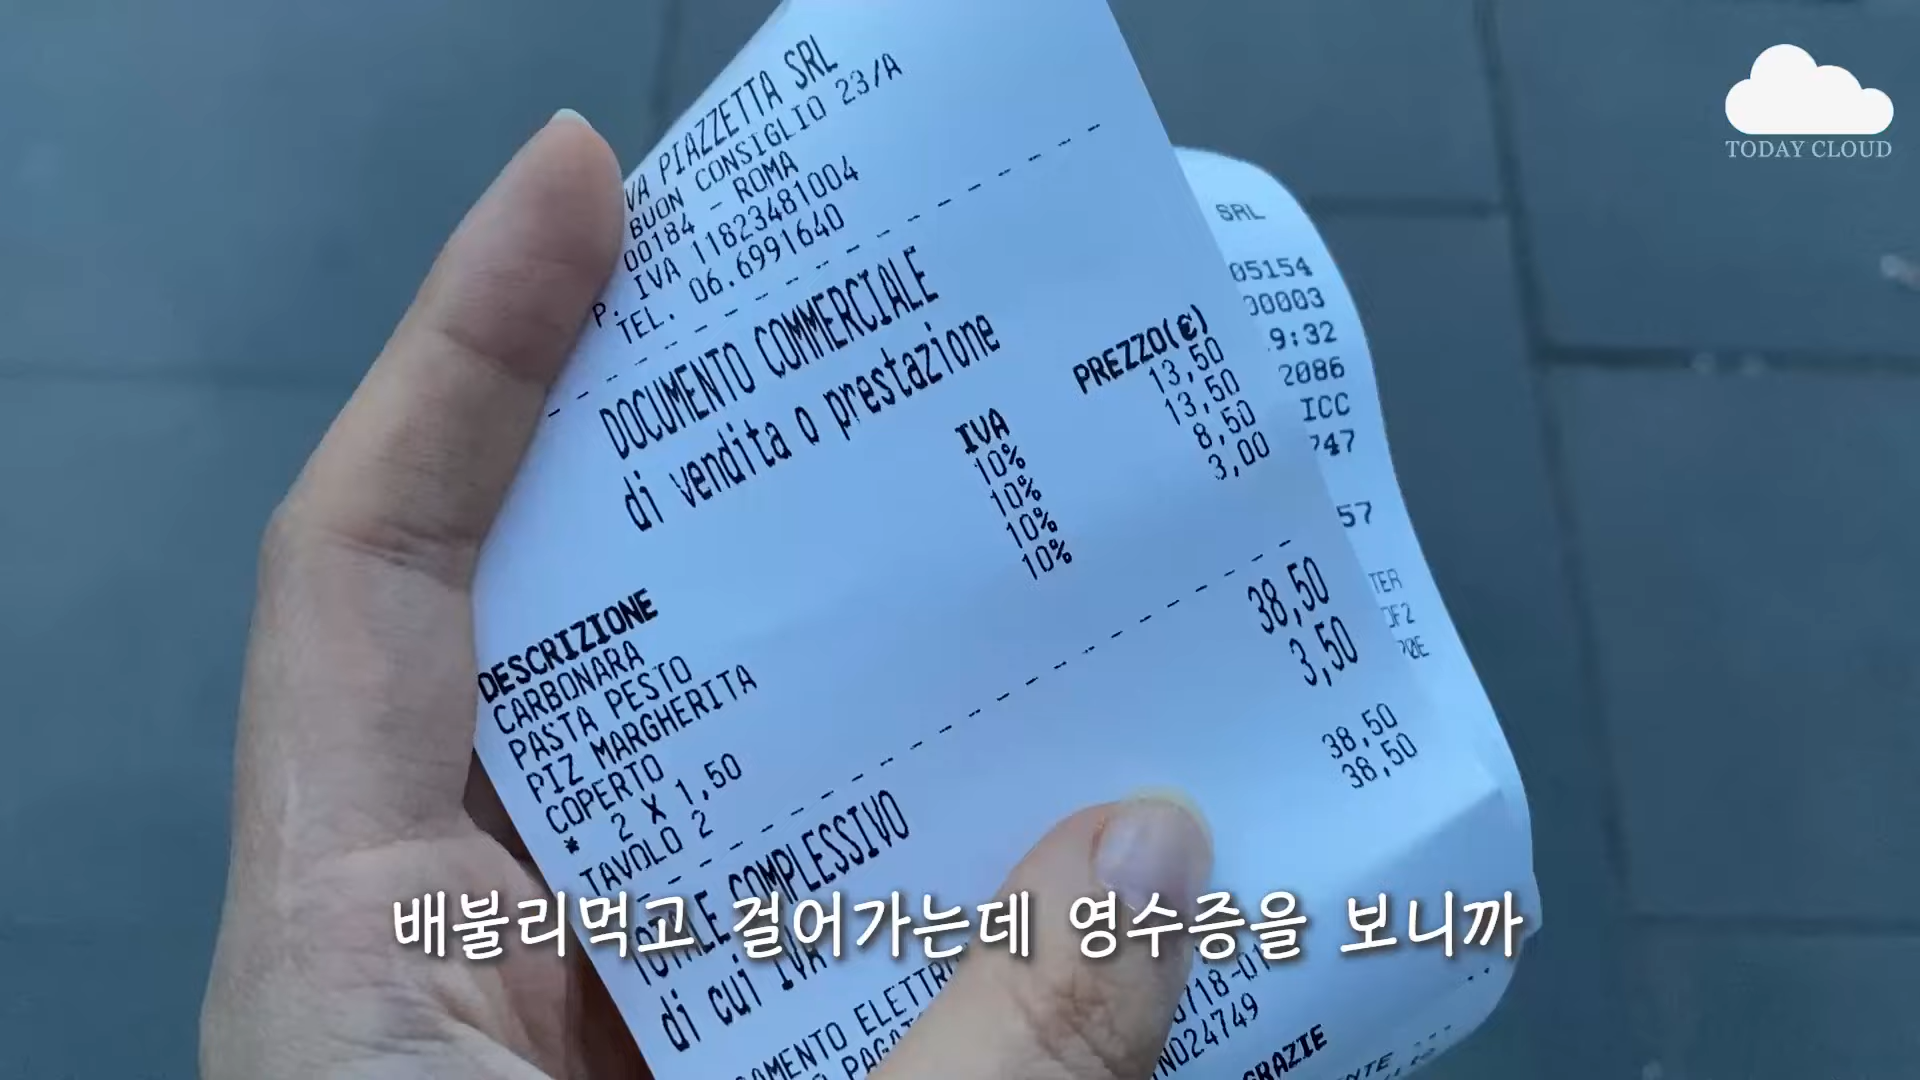 TODAY CLOUD
VA PIAZZETTA SRL
BUON CONSIGLIO 23/A
00184 - ROMA
P. IVA 11823481004
TEL. 06.6991640
DOCUMENTO COMMERCIALE
di vendita o prestazione
DESCRIZIONE IVA PREZZO(€)
CARBONARA 10% 13,50
PASTA PESTO 10% 13,50
PIZ MARGHERITA 10% 8,50
COPERTO 10% 3,00
* 2 X 1,50
TAVOLO 2
TOTALE COMPLESSIVO 38,50
di cui IVA 3,50
38,50
38,50
GRAZIE
SRL
05154
00003
9:32
2086
ICC
747
57
TER
배불리먹고 걸어가는데 영수증을 보니까